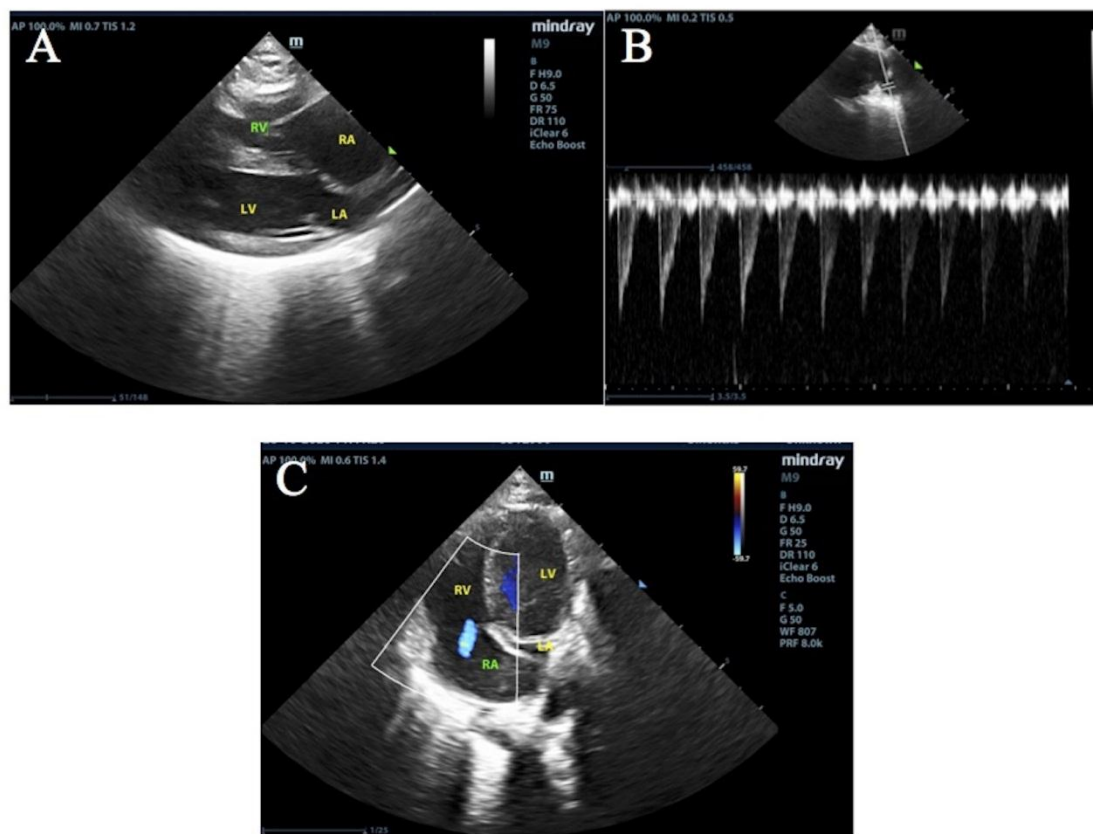 A
AP 100.0% MI 0.7 TIS 1.2
m
mindray
M9
B
F H9.0
D 6.5
G 50
FR 75
DR 110
iClear 6
Echo Boost
RV
RA
LV
LA
5
51/148
B
AP 100.0% MI 0.2 TIS 0.5
m
458/458
3.5/3.5
C
AP 100.0% MI 0.6 TIS 1.4
m
59.7
-59.7
mindray
M9
B
F H9.0
D 6.5
G 50
FR 25
DR 110
iClear 6
Echo Boost
C
F 5.0
G 50
WF 807
PRF 8.0k
RV
LV
LA
RA
5
1/25